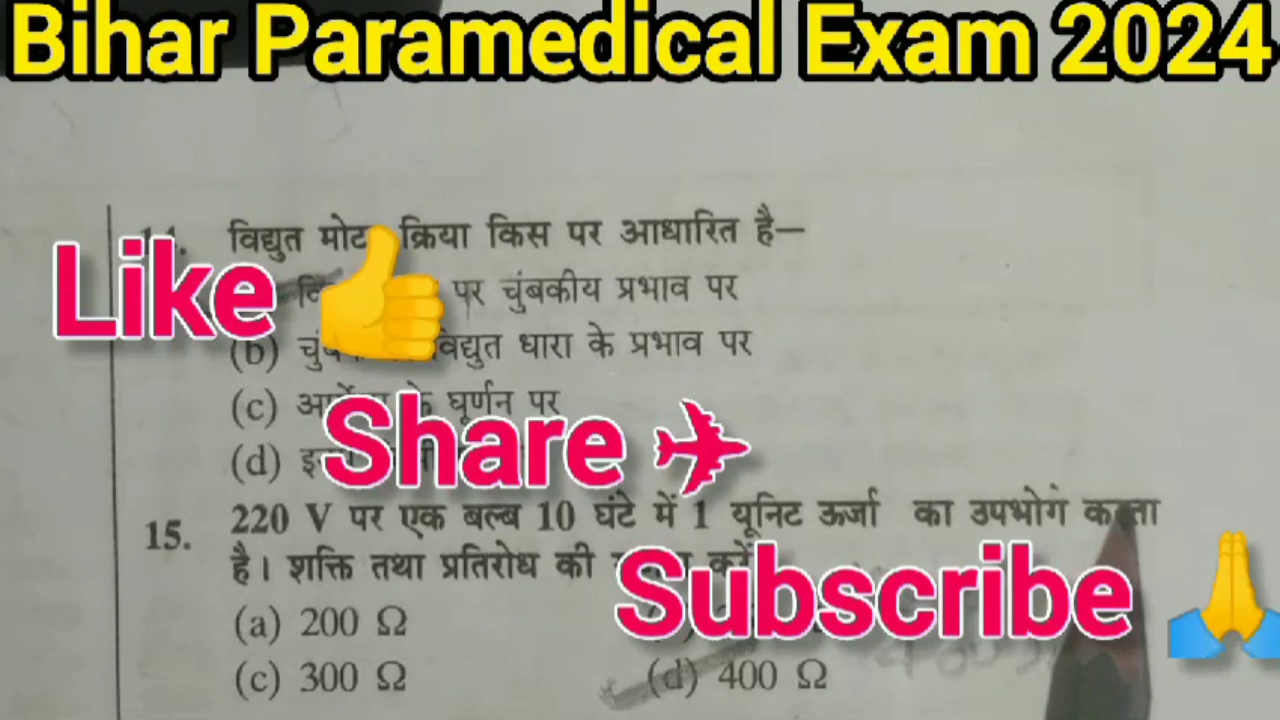 Bihar Paramedical Exam 2024
विद्युत क्रिया किस पर आधारित है—
पर चुंबकीय प्रभाव पर
Like
(b) विद्युत धारा के प्रभाव पर
(c) के घूर्णन पर
Share
(d)
15. 220 V पर एक बल्ब 10 घंटे में 1 यूनिट ऊर्जा का उपभोग करता
है। शक्ति तथा प्रतिरोध की करें
Subscribe
(a) 200 Ω
(c) 300 Ω (d) 400 Ω